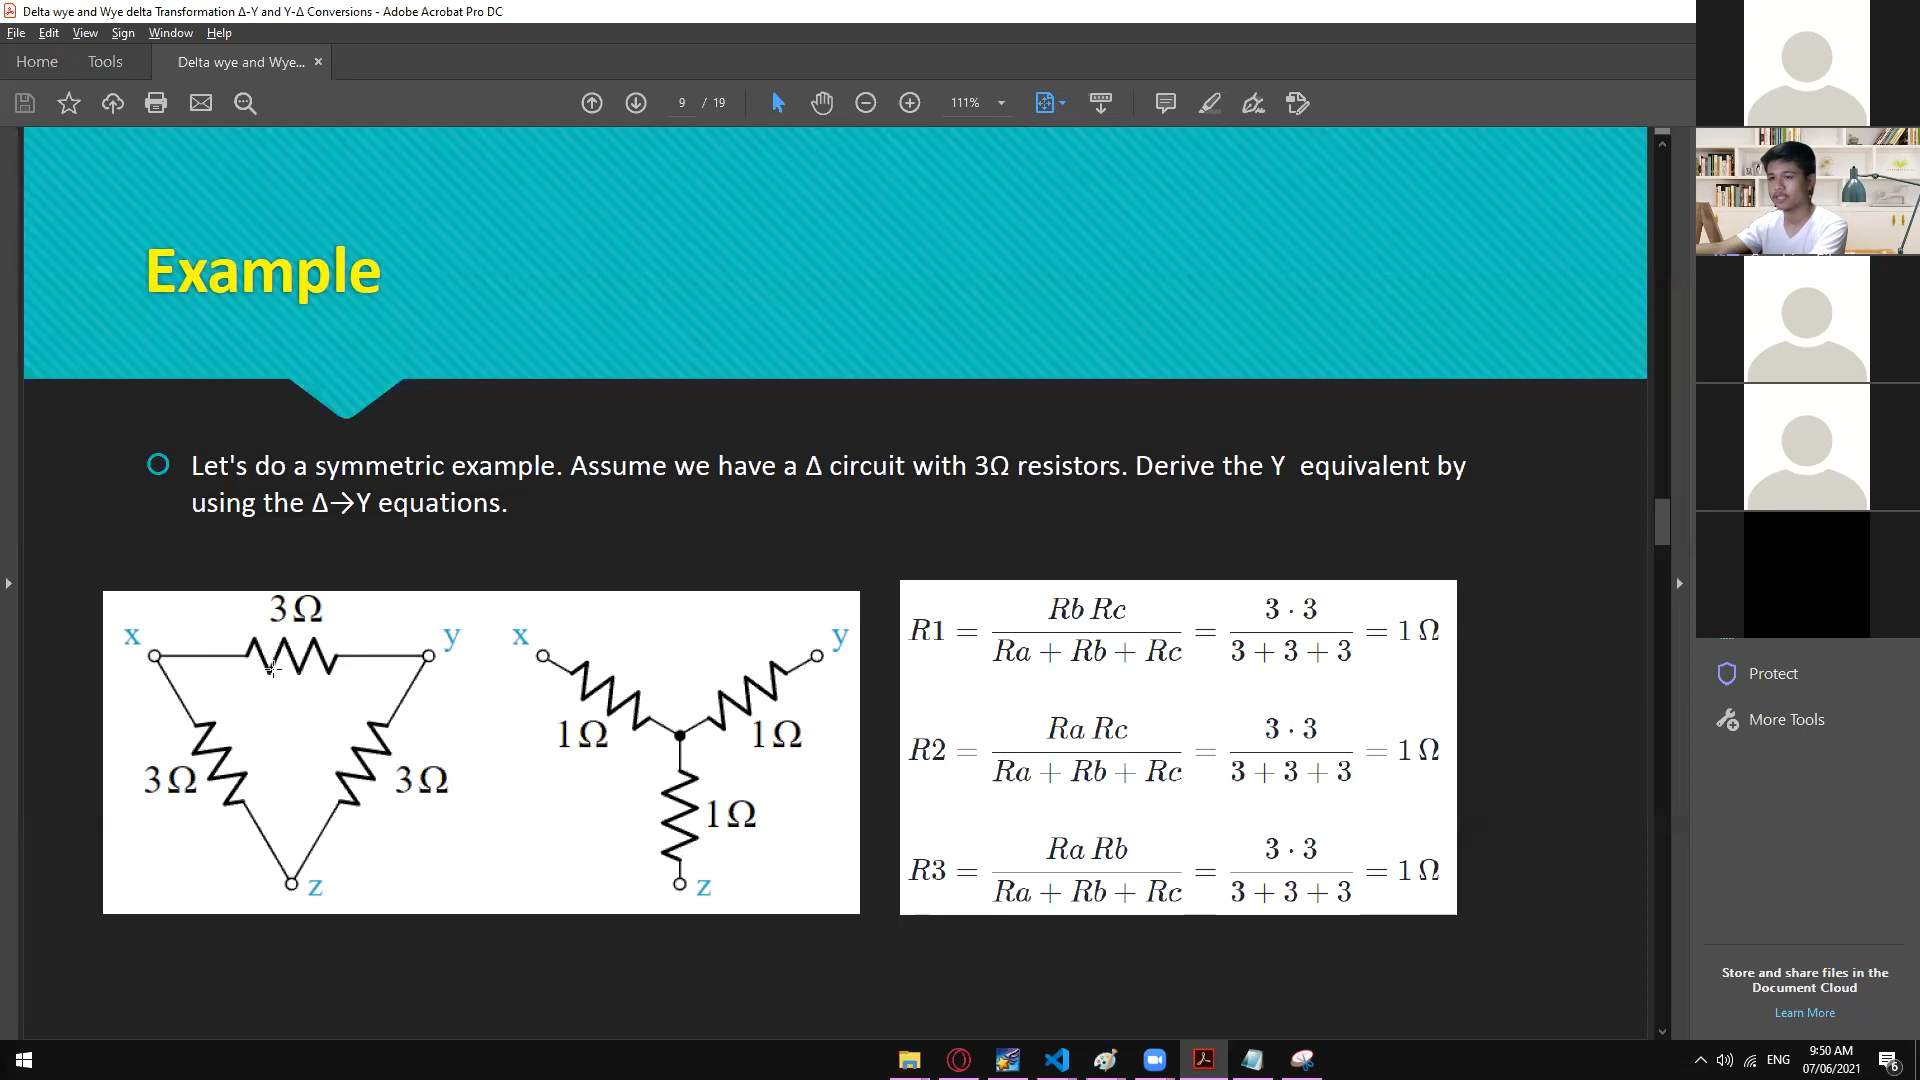 Delta wye and Wye delta Transformation Δ-Y and Y-Δ Conversions - Adobe Acrobat Pro DC
File Edit View Sign Window Help
Home Tools Delta wye and Wye... ×
9 / 19 111%
Example
Let's do a symmetric example. Assume we have a Δ circuit with 3Ω resistors. Derive the Y equivalent by
using the Δ→Y equations.
3Ω
x y
3Ω 3Ω
z
x y
1Ω 1Ω
1Ω
z
R1 = Rb Rc / (Ra + Rb + Rc) = 3 · 3 / (3 + 3 + 3) = 1 Ω
R2 = Ra Rc / (Ra + Rb + Rc) = 3 · 3 / (3 + 3 + 3) = 1 Ω
R3 = Ra Rb / (Ra + Rb + Rc) = 3 · 3 / (3 + 3 + 3) = 1 Ω
Protect
More Tools
Store and share files in the
Document Cloud
Learn More
ENG
9:50 AM
07/06/2021
6